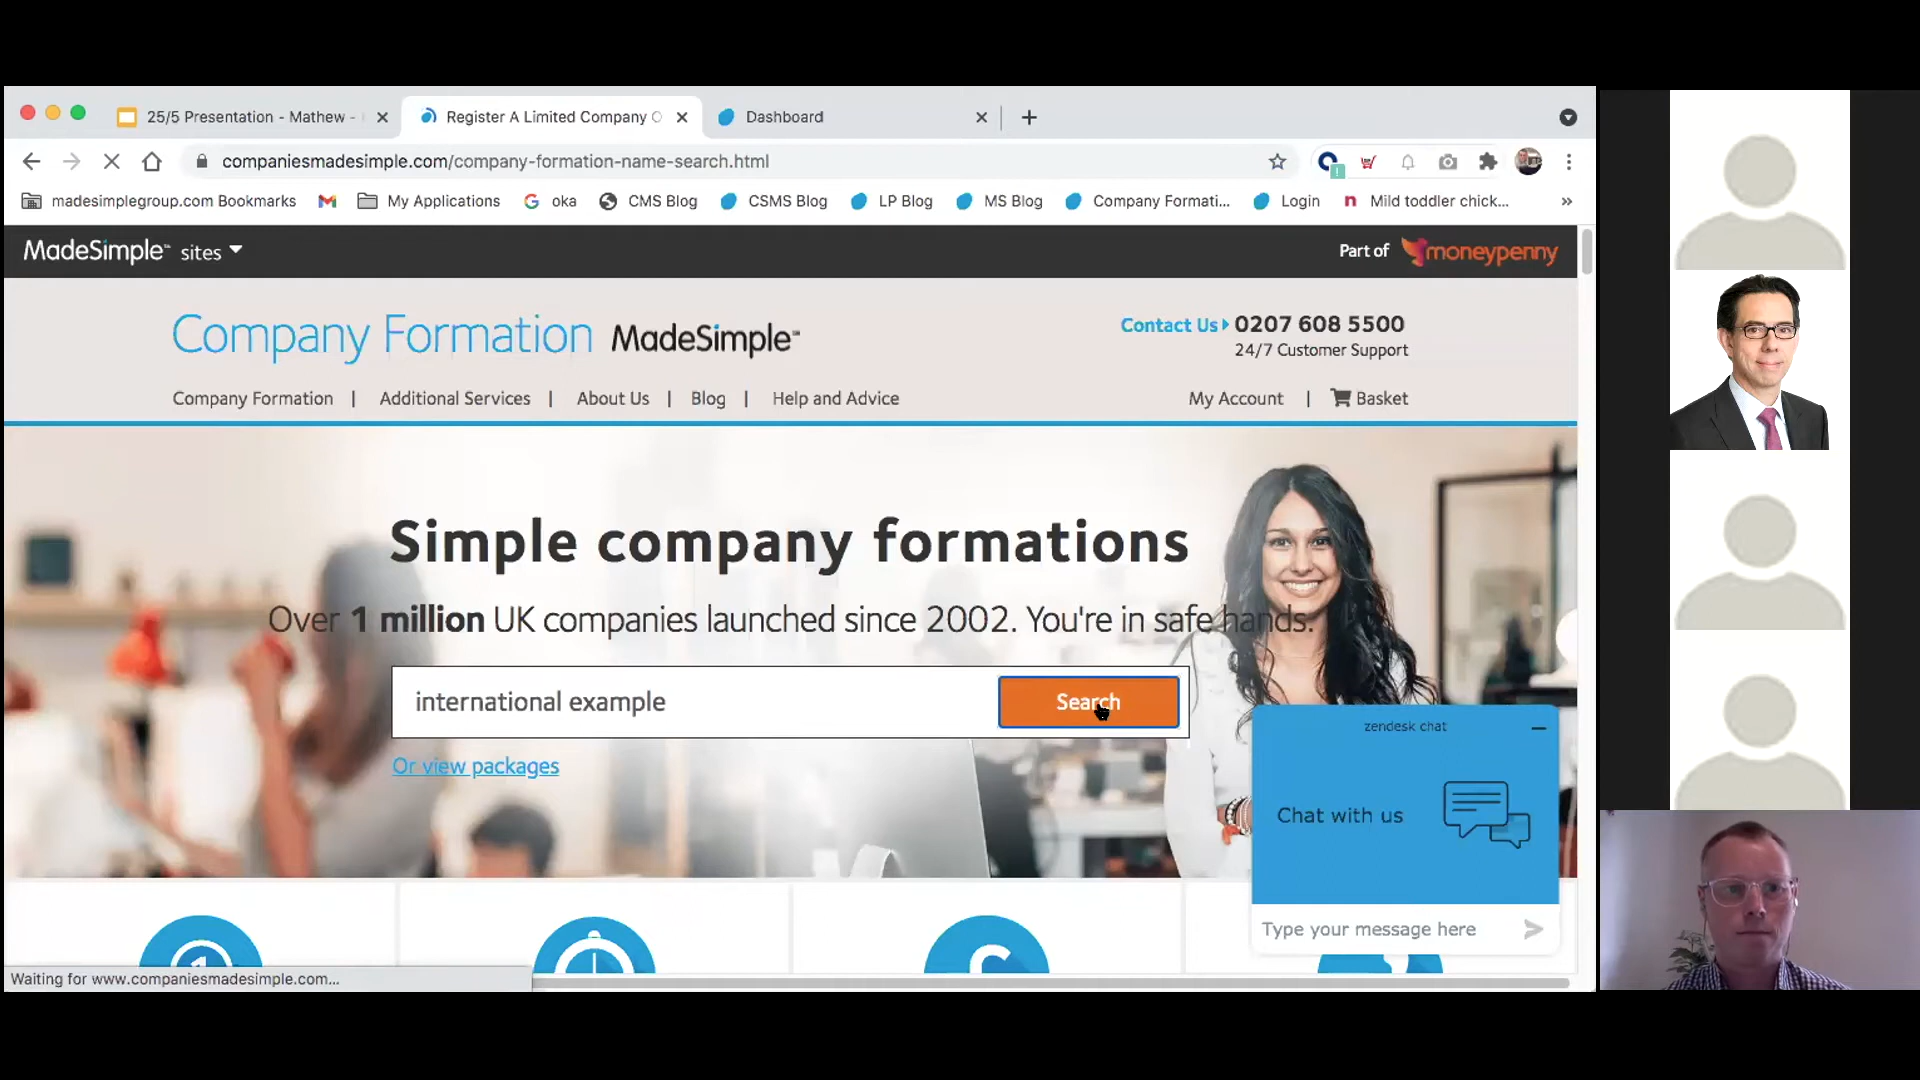 25/5 Presentation - Mathew -
Register A Limited Company O
Dashboard
companiesmadesimple.com/company-formation-name-search.html
madesimplegroup.com Bookmarks
My Applications
oka
CMS Blog
CSMS Blog
LP Blog
MS Blog
Company Formati...
Login
Mild toddler chick...
»
MadeSimple™ sites
Part of moneypenny
Company Formation MadeSimple™
Contact Us 0207 608 5500
24/7 Customer Support
Company Formation | Additional Services | About Us | Blog | Help and Advice
My Account | Basket
Simple company formations
Over 1 million UK companies launched since 2002. You're in safe hands.
international example
Search
Or view packages
zendesk chat
Chat with us
Type your message here
Waiting for www.companiesmadesimple.com...